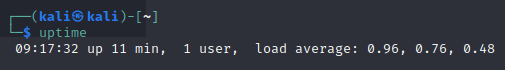 ┌──(kali㉿kali)-[~]
└─$ uptime
 09:17:32 up 11 min,  1 user,  load average: 0.96, 0.76, 0.48